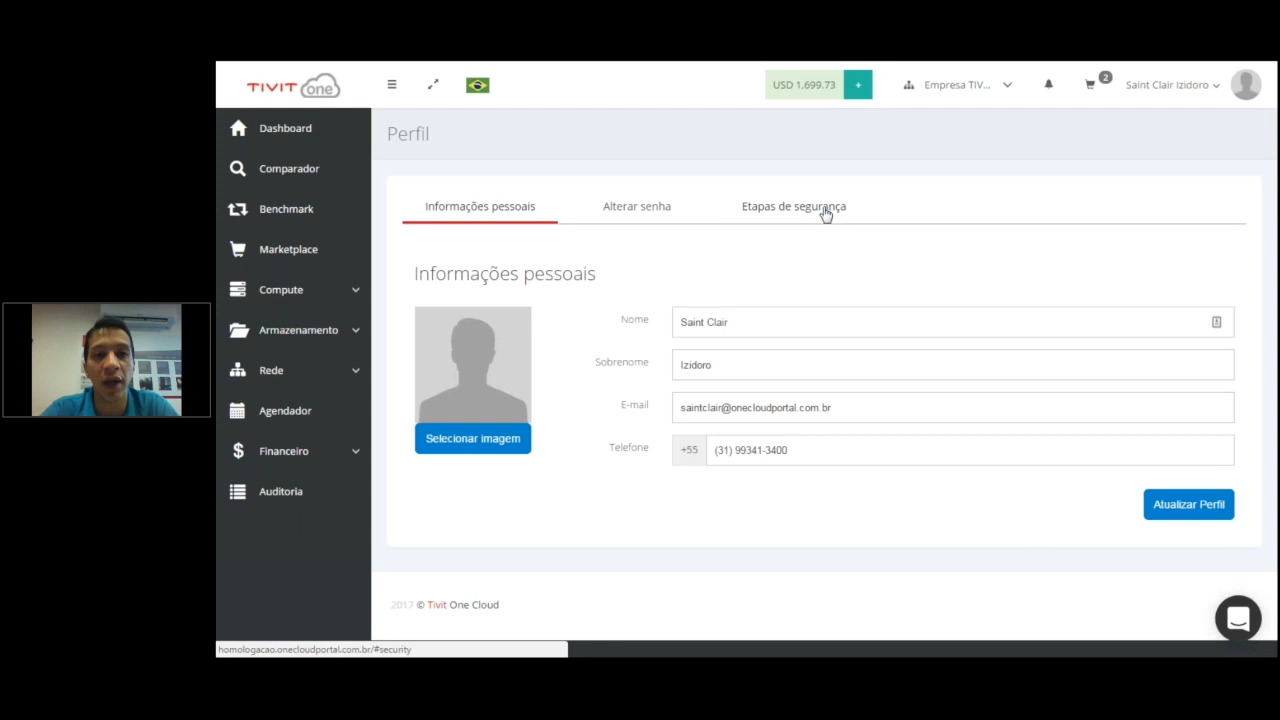 TIVIT one
USD 1,699.73
+
Empresa TIV...
2
Saint Clair Izidoro
Dashboard
Comparador
Benchmark
Marketplace
Compute
Armazenamento
Rede
Agendador
Financeiro
Auditoria
Perfil
Informações pessoais
Alterar senha
Etapas de segurança
Informações pessoais
Selecionar imagem
Nome
Saint Clair
Sobrenome
Izidoro
E-mail
saintclair@onecloudportal.com.br
Telefone
+55
(31) 99341-3400
Atualizar Perfil
2017 © Tivit One Cloud
homologacao.onecloudportal.com.br/#security